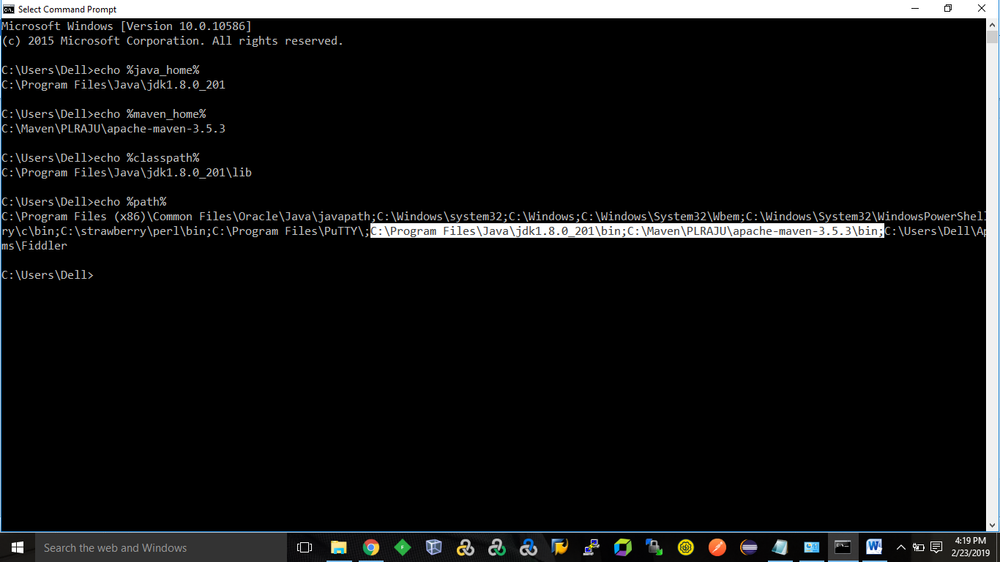 Select Command Prompt
Microsoft Windows [Version 10.0.10586]
(c) 2015 Microsoft Corporation. All rights reserved.
C:\Users\Dell>echo %java_home%
C:\Program Files\Java\jdk1.8.0_201
C:\Users\Dell>echo %maven_home%
C:\Maven\PLRAJU\apache-maven-3.5.3
C:\Users\Dell>echo %classpath%
C:\Program Files\Java\jdk1.8.0_201\lib
C:\Users\Dell>echo %path%
C:\Program Files (x86)\Common Files\Oracle\Java\javapath;C:\Windows\system32;C:\Windows;C:\Windows\System32\Wbem;C:\Windows\System32\WindowsPowerShell
ry\c\bin;C:\strawberry\perl\bin;C:\Program Files\PuTTY\;C:\Program Files\Java\jdk1.8.0_201\bin;C:\Maven\PLRAJU\apache-maven-3.5.3\bin;C:\Users\Dell\Ap
ms\Fiddler
C:\Users\Dell>
Search the web and Windows
4:19 PM
2/23/2019